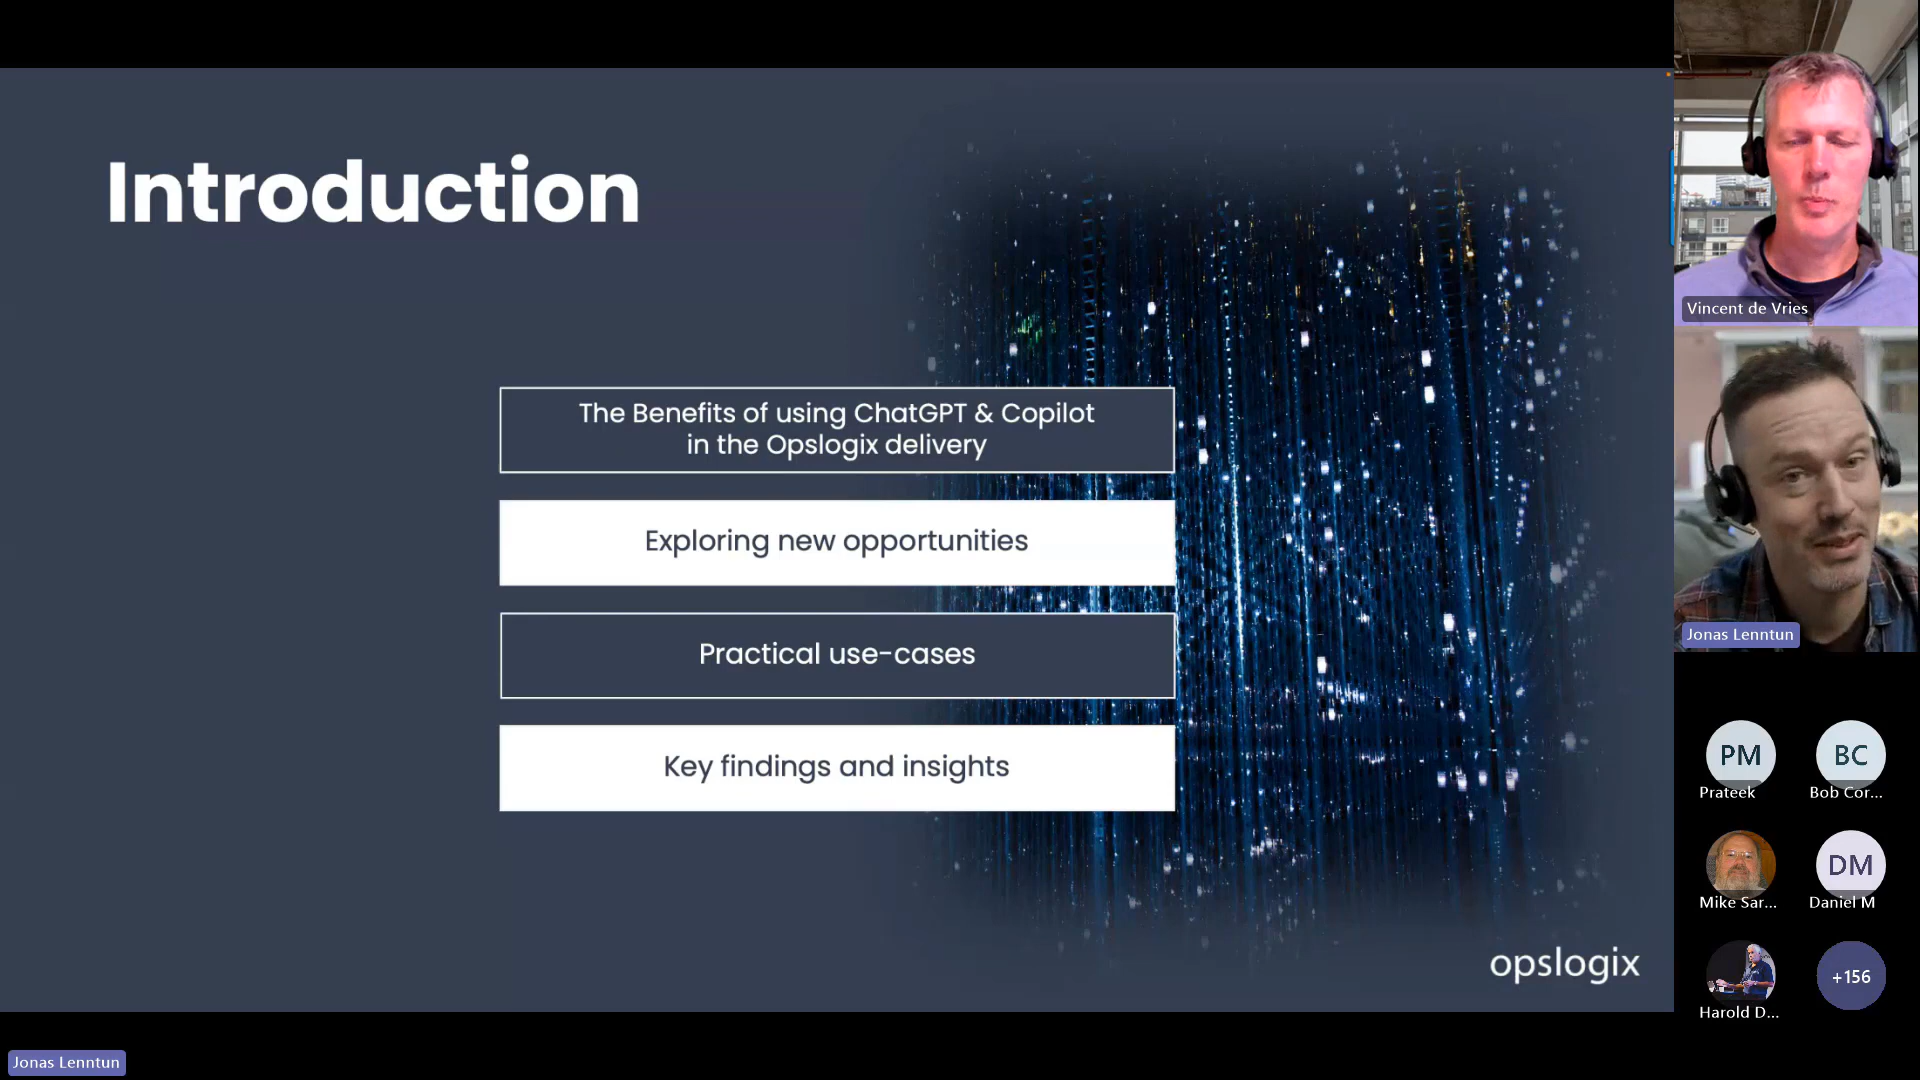 Introduction
The Benefits of using ChatGPT & Copilot
in the Opslogix delivery
Exploring new opportunities
Practical use-cases
Key findings and insights
opslogix
Vincent de Vries
Jonas Lenntun
PM
BC
Prateek
Bob Cor...
DM
Mike Sar...
Daniel M
+156
Harold D...
Jonas Lenntun